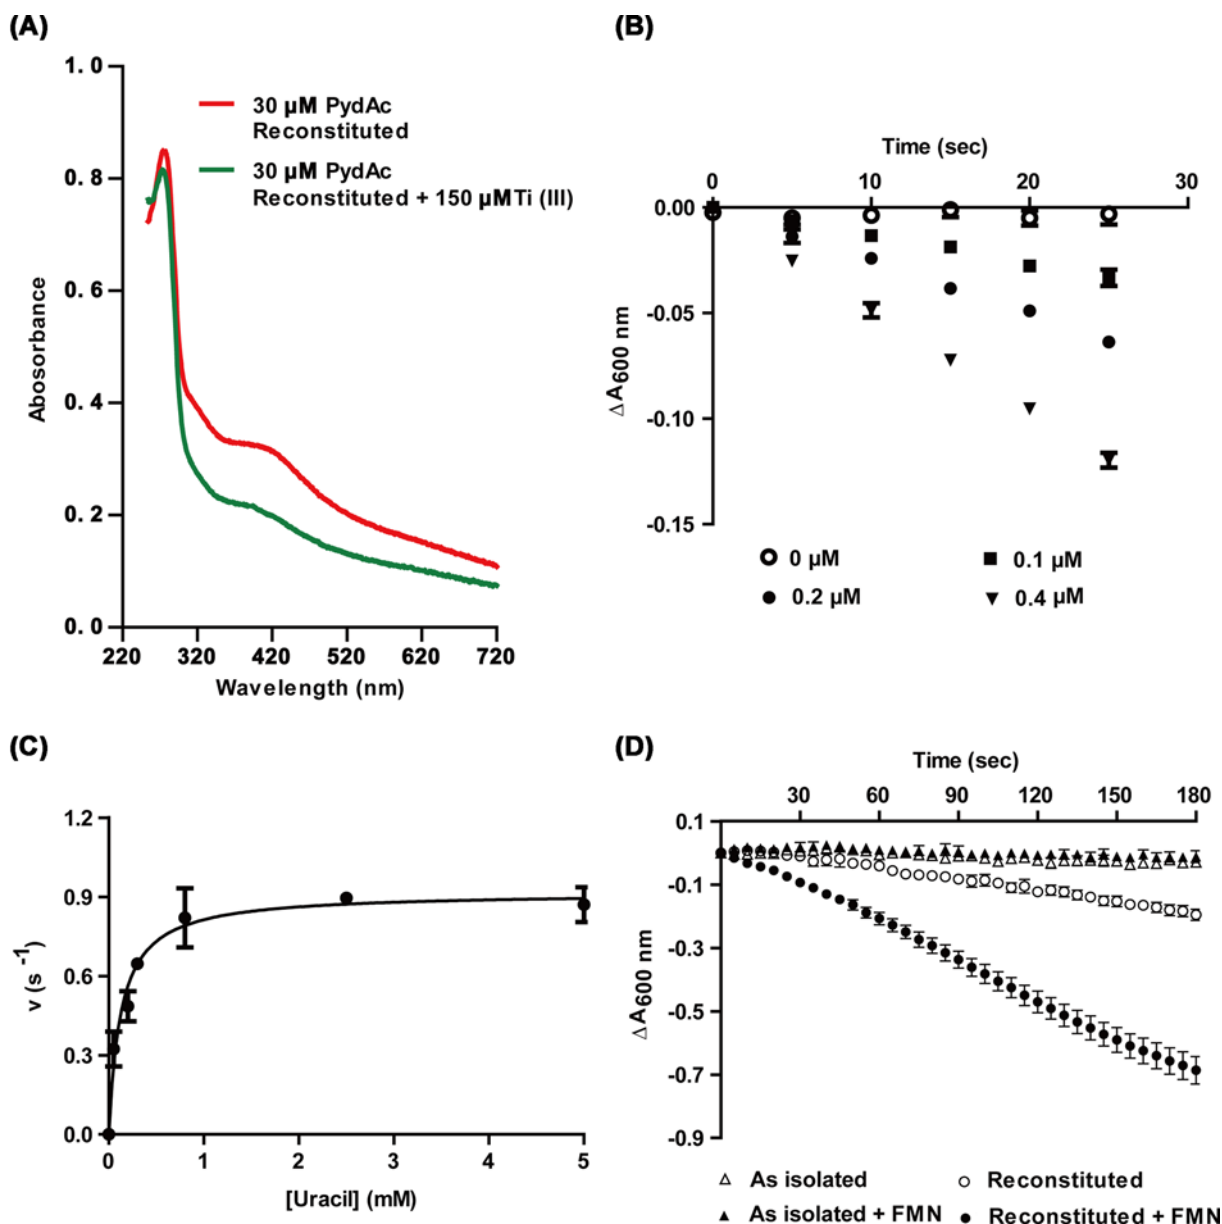 (A)
1. 0
0. 8
0. 6
0. 4
0. 2
0. 0
Abosorbance
220 320 420 520 620 720
Wavelength (nm)
30 µM PydAc
Reconstituted
30 µM PydAc
Reconstituted + 150 µMTi (III)
(B)
Time (sec)
0 10 20 30
0.00
-0.05
-0.10
-0.15
ΔA600 nm
0 µM
0.1 µM
0.2 µM
0.4 µM
(C)
1.2
0.9
0.6
0.3
0.0
v (s -1)
0 1 2 3 4 5
[Uracil] (mM)
(D)
Time (sec)
30 60 90 120 150 180
0.1
-0.1
-0.3
-0.5
-0.7
-0.9
ΔA600 nm
As isolated
Reconstituted
As isolated + FMN
Reconstituted + FMN